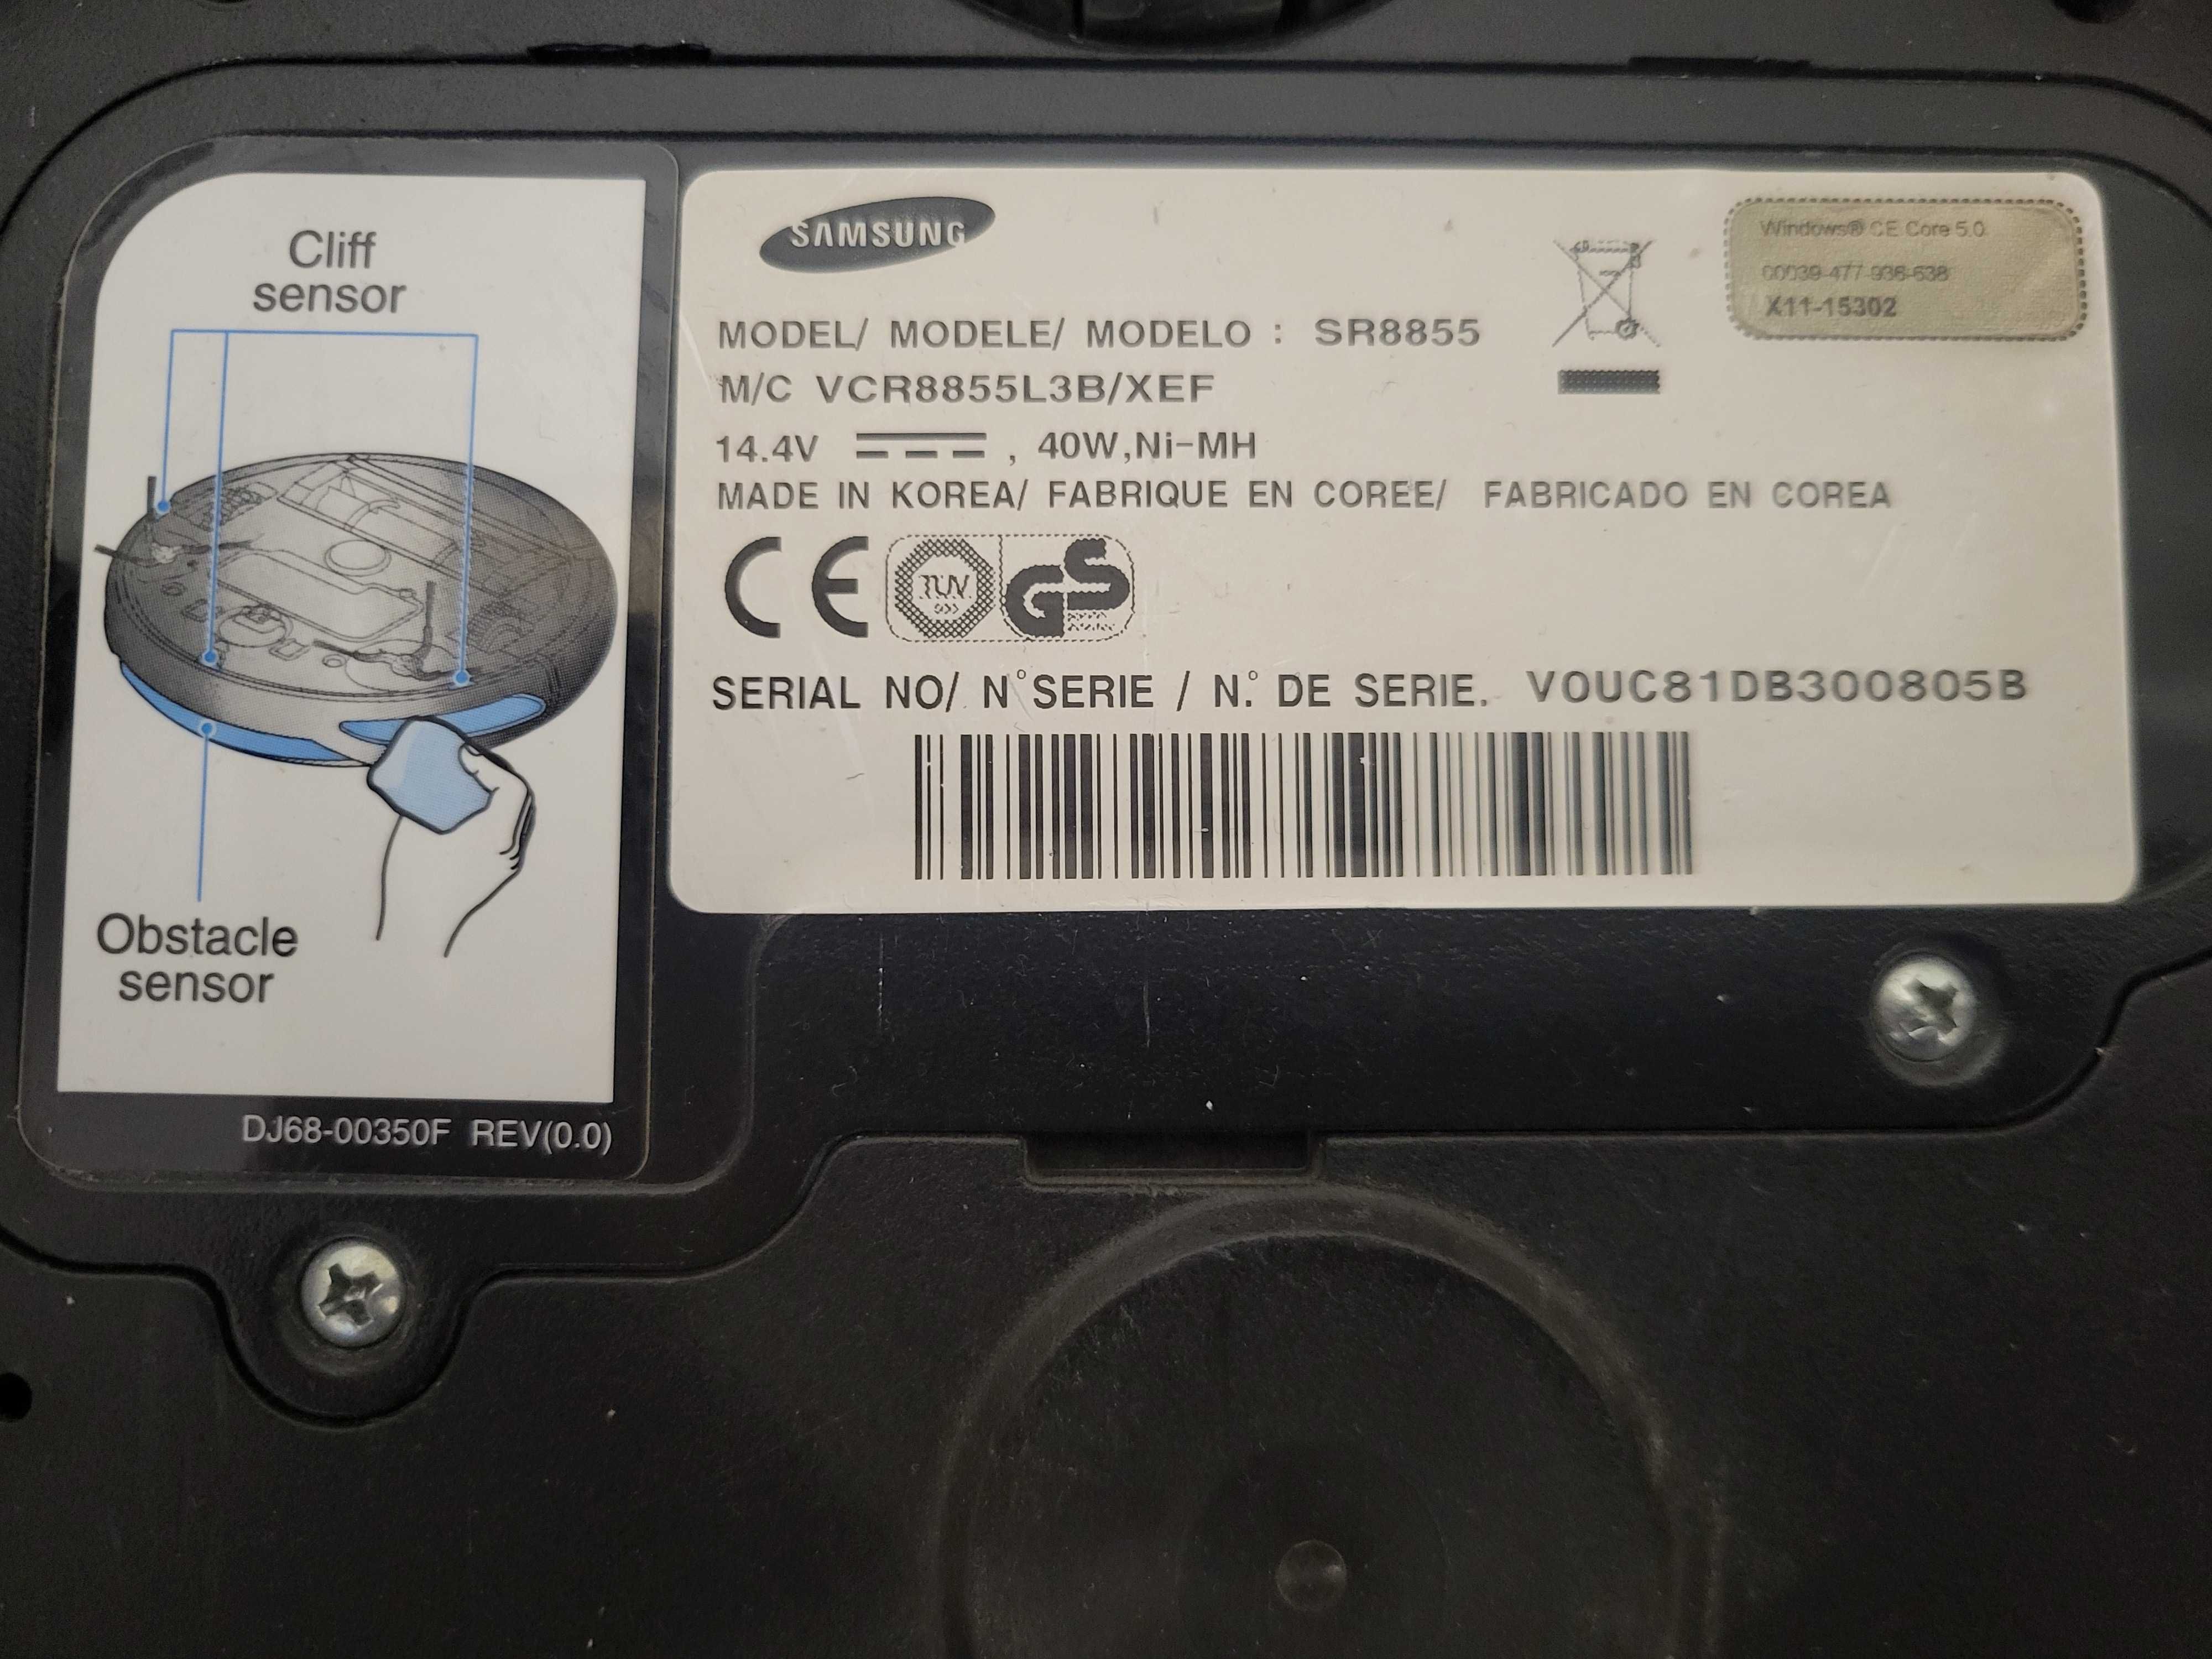 Cliff
sensor
Obstacle
sensor
DJ68-00350F REV(0.0)
SAMSUNG
Windows® CE Core 5.0
00039-477-936-638
X11-15302
MODEL/ MODELE/ MODELO : SR8855
M/C VCR8855L3B/XEF
14.4V ⎓ , 40W,Ni-MH
MADE IN KOREA/ FABRIQUE EN COREE/ FABRICADO EN COREA
CE TÜV GS
SERIAL NO/ N°SERIE / N.° DE SERIE. V0UC81DB300805B